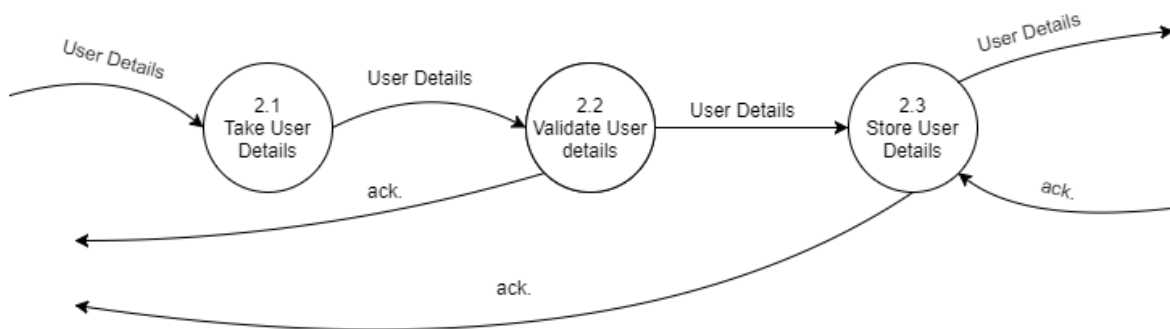 User Details
User Details
User Details
User Details
2.1
Take User
Details
2.2
Validate User
details
2.3
Store User
Details
ack.
ack.
ack.